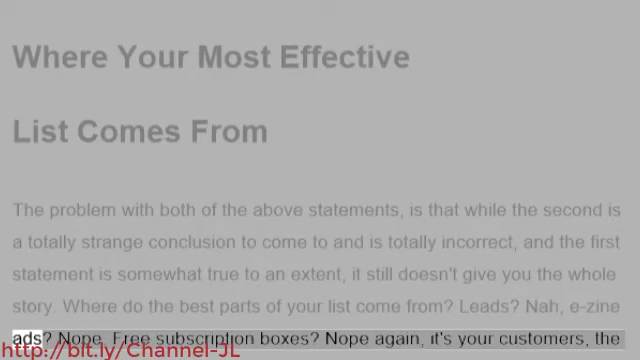 Where Your Most Effective
List Comes From
The problem with both of the above statements, is that while the second is
a totally strange conclusion to come to and is totally incorrect, and the first
statement is somewhat true to an extent, it still doesn't give you the whole
story. Where do the best parts of your list come from? Leads? Nah, e-zine
ads? Nope. Free subscription boxes? Nope again, it's your customers, the
http://bit.ly/Channel-JL